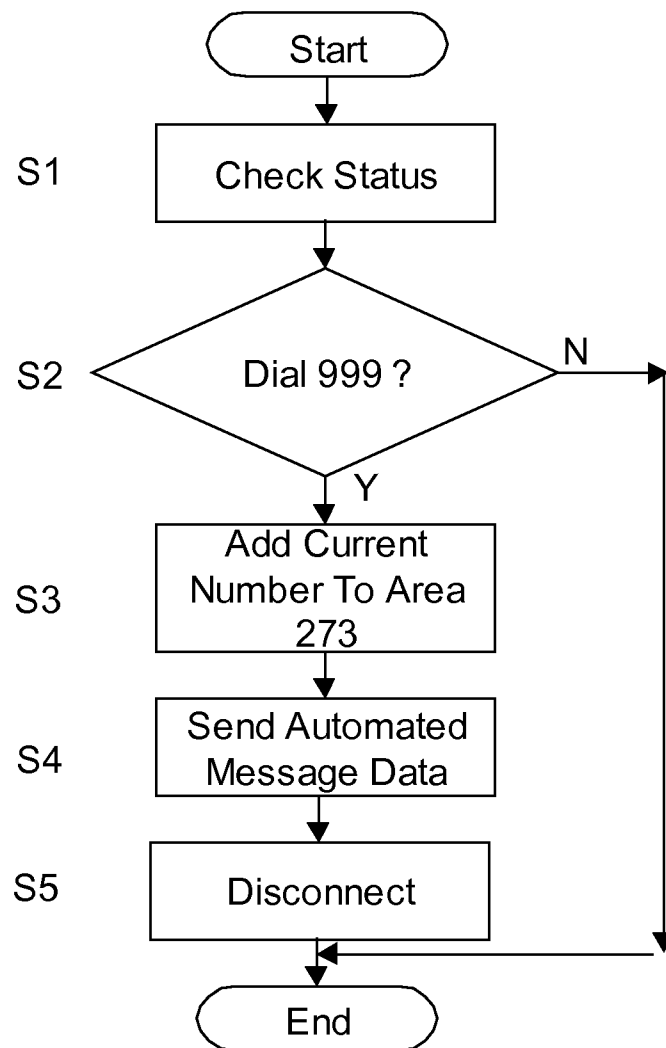 Start
S1
Check Status
S2
Dial 999 ?
N
Y
S3
Add Current
Number To Area
273
S4
Send Automated
Message Data
S5
Disconnect
End